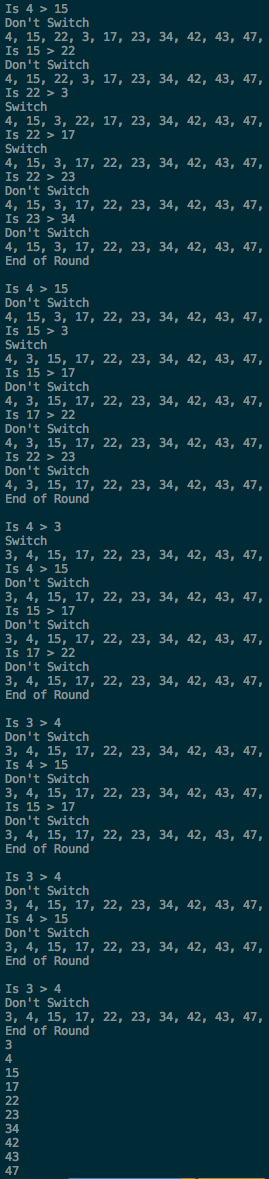 Is 4 > 15
Don't Switch
4, 15, 22, 3, 17, 23, 34, 42, 43, 47,
Is 15 > 22
Don't Switch
4, 15, 22, 3, 17, 23, 34, 42, 43, 47,
Is 22 > 3
Switch
4, 15, 3, 22, 17, 23, 34, 42, 43, 47,
Is 22 > 17
Switch
4, 15, 3, 17, 22, 23, 34, 42, 43, 47,
Is 22 > 23
Don't Switch
4, 15, 3, 17, 22, 23, 34, 42, 43, 47,
Is 23 > 34
Don't Switch
4, 15, 3, 17, 22, 23, 34, 42, 43, 47,
End of Round

Is 4 > 15
Don't Switch
4, 15, 3, 17, 22, 23, 34, 42, 43, 47,
Is 15 > 3
Switch
4, 3, 15, 17, 22, 23, 34, 42, 43, 47,
Is 15 > 17
Don't Switch
4, 3, 15, 17, 22, 23, 34, 42, 43, 47,
Is 17 > 22
Don't Switch
4, 3, 15, 17, 22, 23, 34, 42, 43, 47,
Is 22 > 23
Don't Switch
4, 3, 15, 17, 22, 23, 34, 42, 43, 47,
End of Round

Is 4 > 3
Switch
3, 4, 15, 17, 22, 23, 34, 42, 43, 47,
Is 4 > 15
Don't Switch
3, 4, 15, 17, 22, 23, 34, 42, 43, 47,
Is 15 > 17
Don't Switch
3, 4, 15, 17, 22, 23, 34, 42, 43, 47,
Is 17 > 22
Don't Switch
3, 4, 15, 17, 22, 23, 34, 42, 43, 47,
End of Round

Is 3 > 4
Don't Switch
3, 4, 15, 17, 22, 23, 34, 42, 43, 47,
Is 4 > 15
Don't Switch
3, 4, 15, 17, 22, 23, 34, 42, 43, 47,
Is 15 > 17
Don't Switch
3, 4, 15, 17, 22, 23, 34, 42, 43, 47,
End of Round

Is 3 > 4
Don't Switch
3, 4, 15, 17, 22, 23, 34, 42, 43, 47,
Is 4 > 15
Don't Switch
3, 4, 15, 17, 22, 23, 34, 42, 43, 47,
End of Round

Is 3 > 4
Don't Switch
3, 4, 15, 17, 22, 23, 34, 42, 43, 47,
End of Round
3
4
15
17
22
23
34
42
43
47